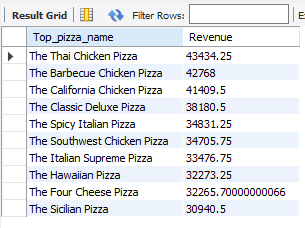 Result Grid Filter Rows: E
Top_pizza_name Revenue
The Thai Chicken Pizza 43434.25
The Barbecue Chicken Pizza 42768
The California Chicken Pizza 41409.5
The Classic Deluxe Pizza 38180.5
The Spicy Italian Pizza 34831.25
The Southwest Chicken Pizza 34705.75
The Italian Supreme Pizza 33476.75
The Hawaiian Pizza 32273.25
The Four Cheese Pizza 32265.70000000066
The Sicilian Pizza 30940.5